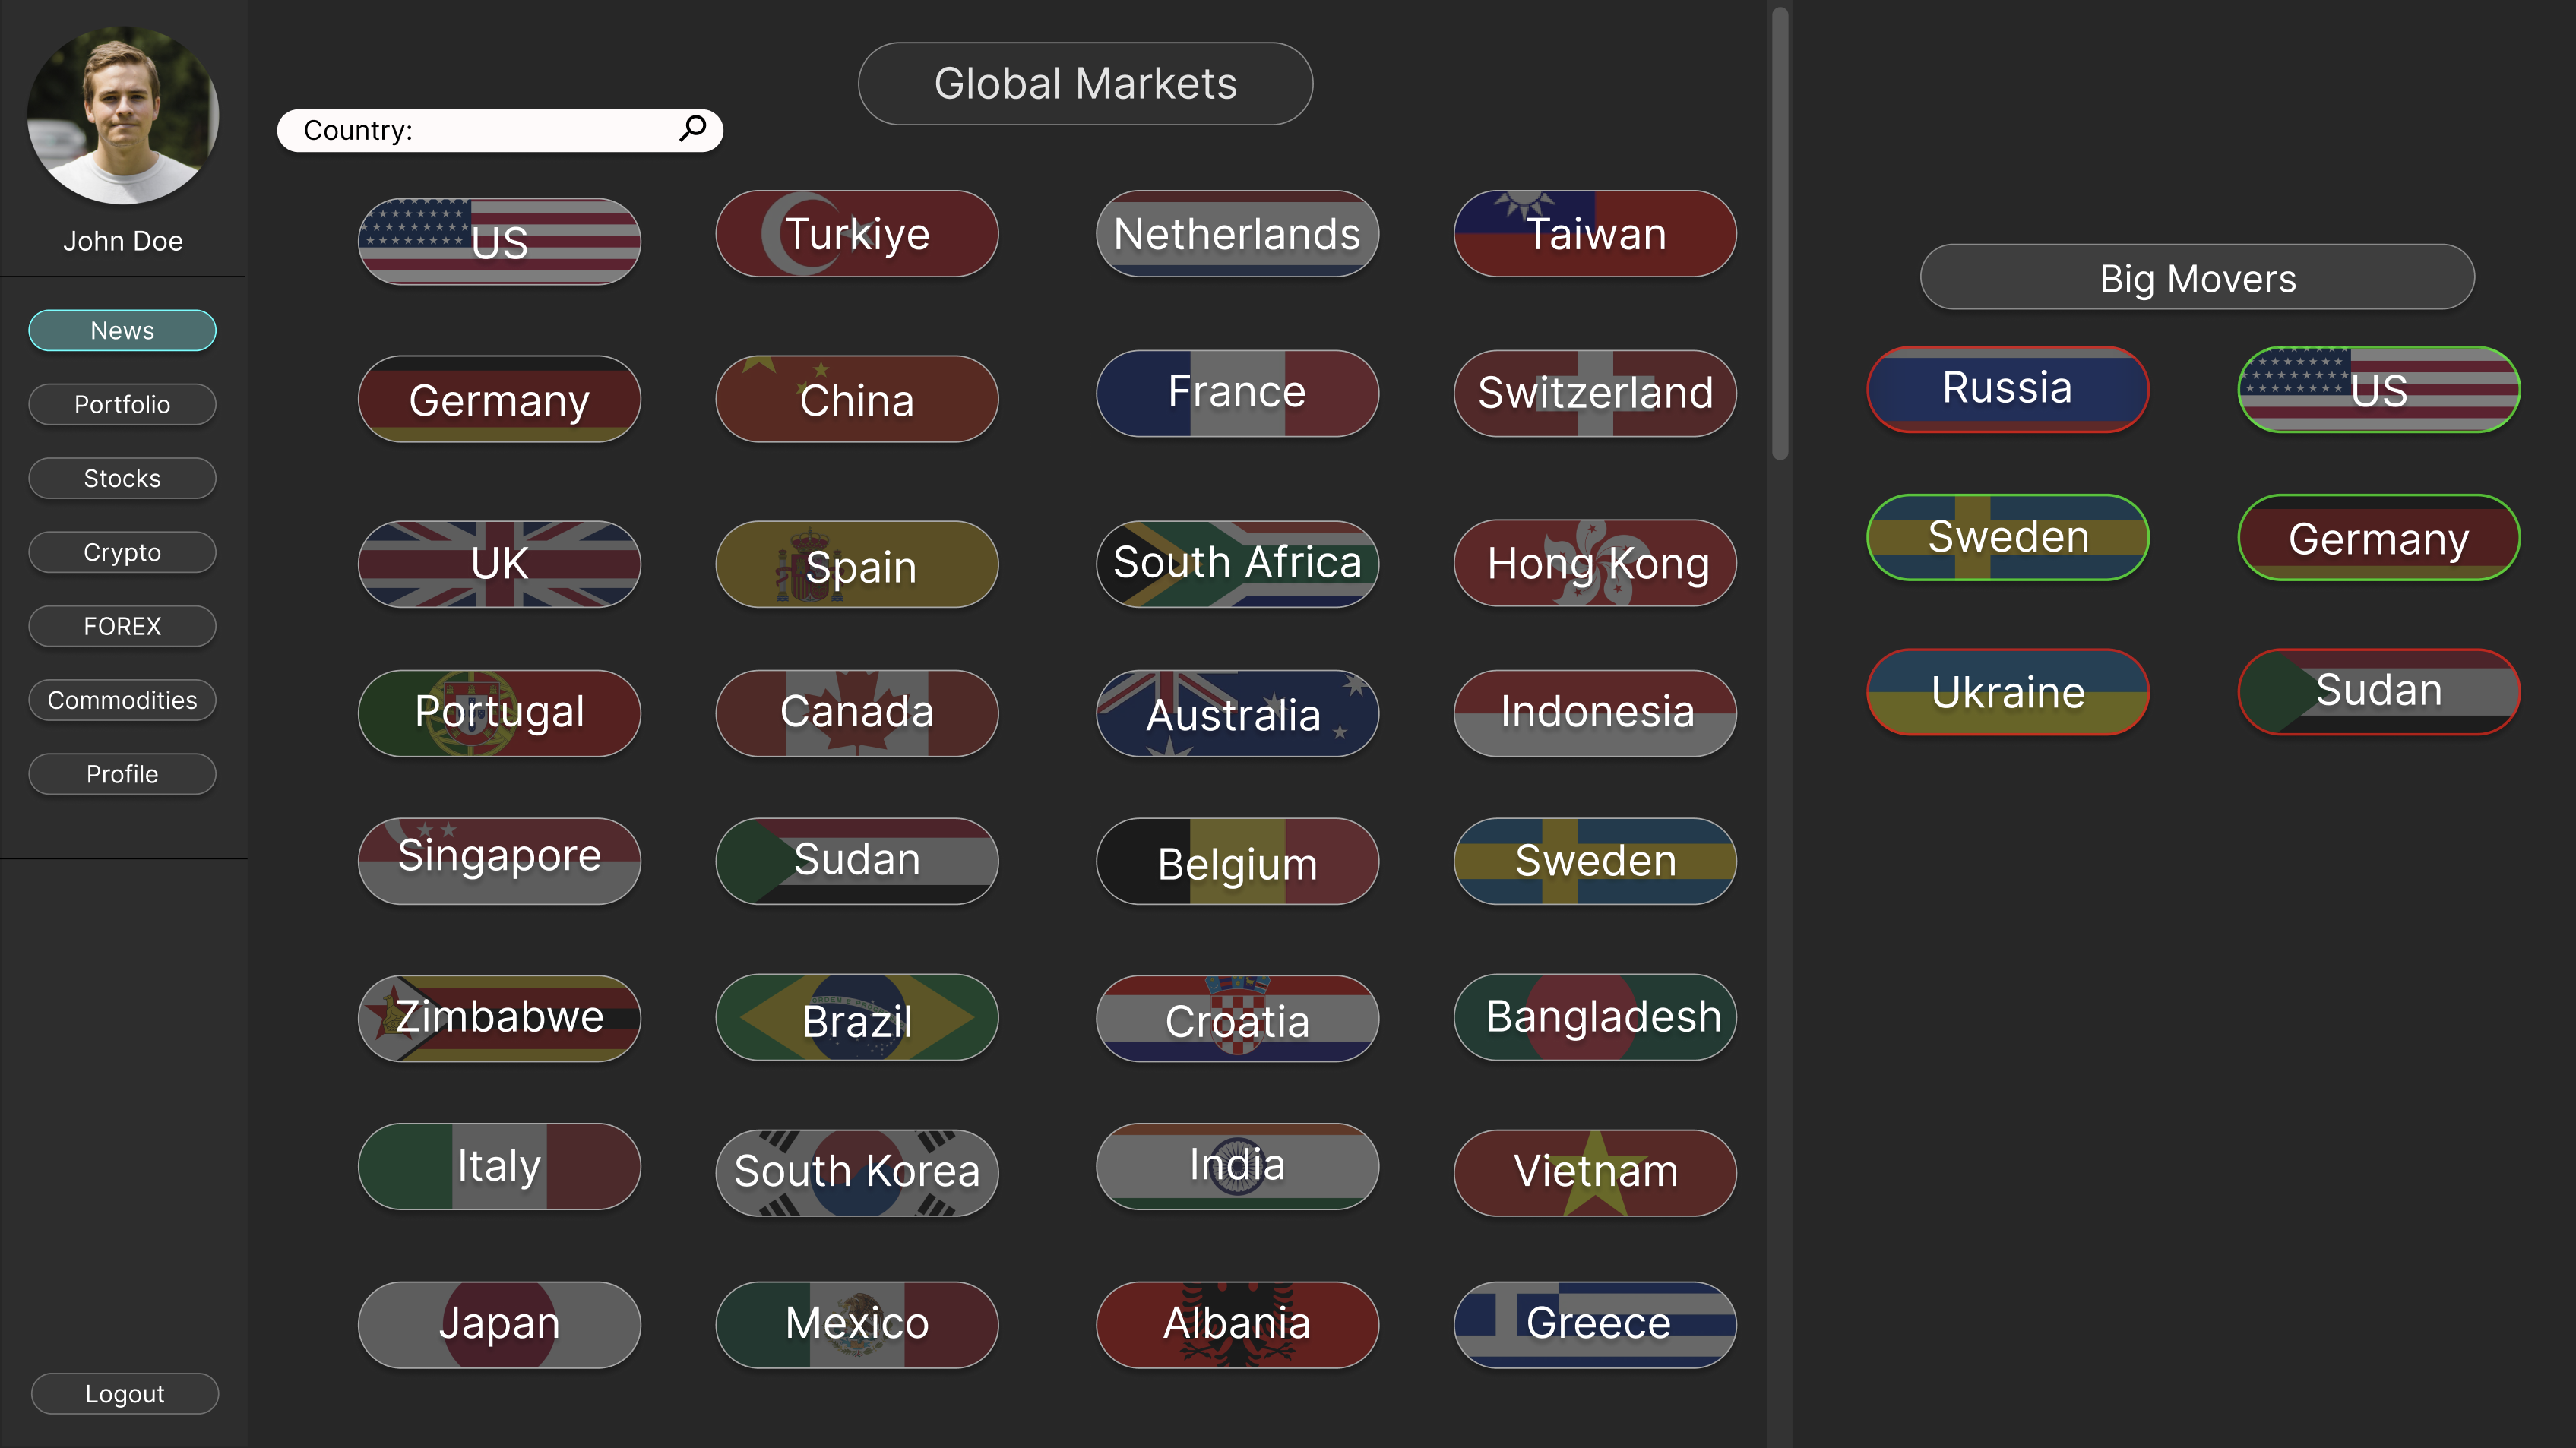 John Doe
News
Portfolio
Stocks
Crypto
FOREX
Commodities
Profile
Logout
Global Markets
Country:
US
Turkiye
Netherlands
Taiwan
Germany
China
France
Switzerland
UK
Spain
South Africa
Hong Kong
Portugal
Canada
Australia
Indonesia
Singapore
Sudan
Belgium
Sweden
Zimbabwe
Brazil
Croatia
Bangladesh
Italy
South Korea
India
Vietnam
Japan
Mexico
Albania
Greece
Big Movers
Russia
US
Sweden
Germany
Ukraine
Sudan